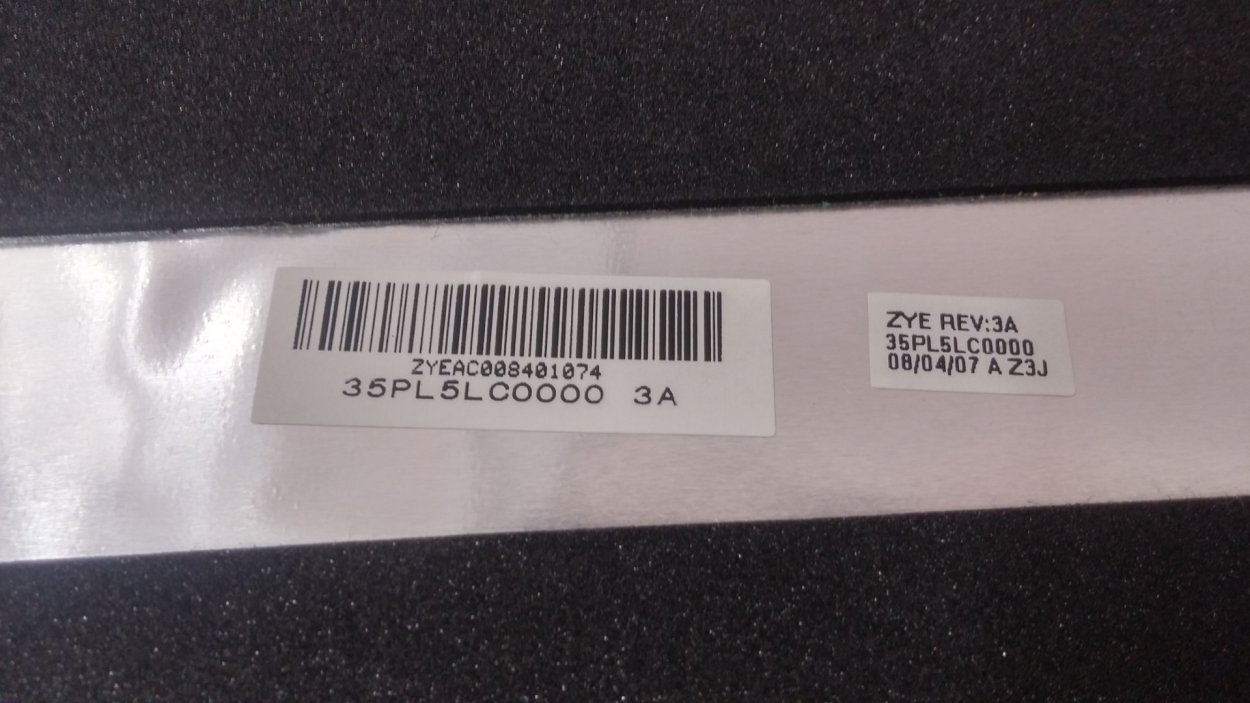 ZYEAC008401074
35PL5LC0000 3A
ZYE REV:3A
35PL5LC0000
08/04/07 A Z3J